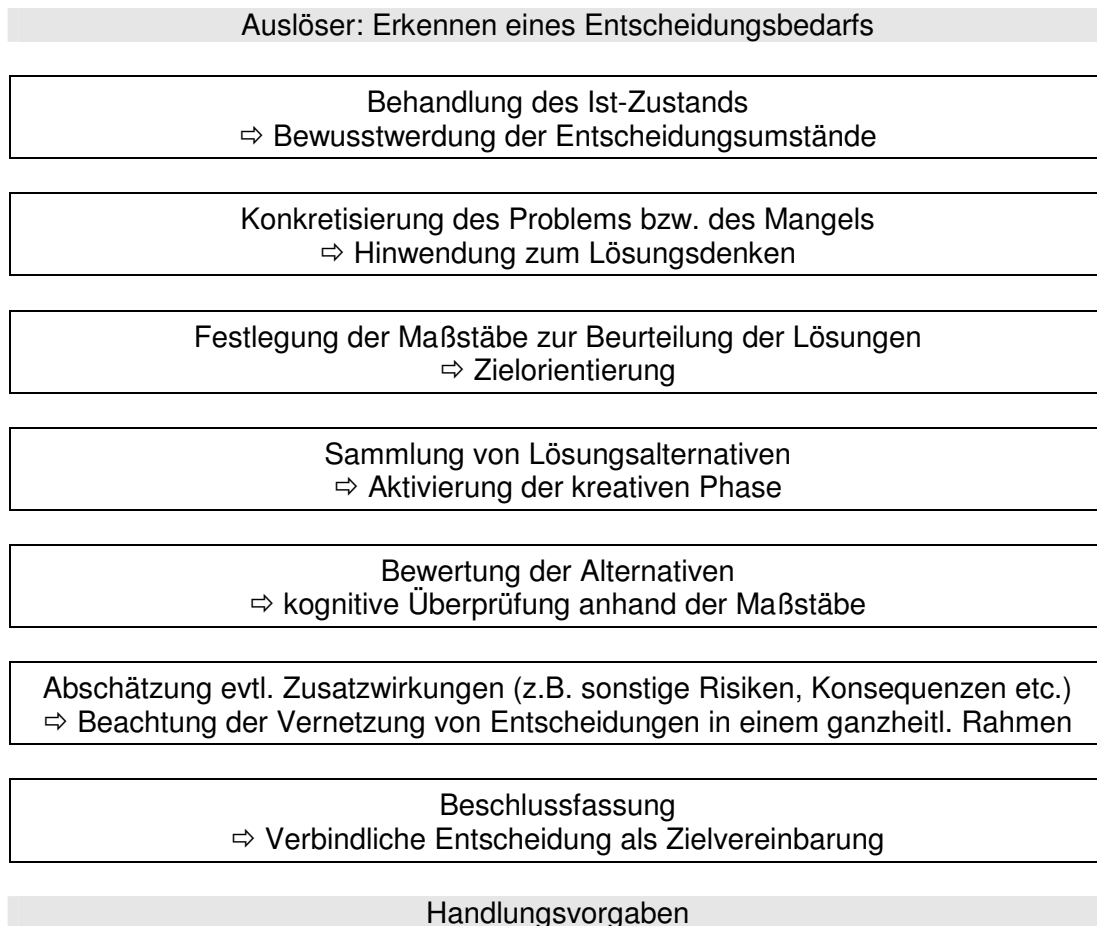 Auslöser: Erkennen eines Entscheidungsbedarfs
Behandlung des Ist-Zustands
⇨ Bewusstwerdung der Entscheidungsumstände
Konkretisierung des Problems bzw. des Mangels
⇨ Hinwendung zum Lösungsdenken
Festlegung der Maßstäbe zur Beurteilung der Lösungen
⇨ Zielorientierung
Sammlung von Lösungsalternativen
⇨ Aktivierung der kreativen Phase
Bewertung der Alternativen
⇨ kognitive Überprüfung anhand der Maßstäbe
Abschätzung evtl. Zusatzwirkungen (z.B. sonstige Risiken, Konsequenzen etc.)
⇨ Beachtung der Vernetzung von Entscheidungen in einem ganzheitl. Rahmen
Beschlussfassung
⇨ Verbindliche Entscheidung als Zielvereinbarung
Handlungsvorgaben